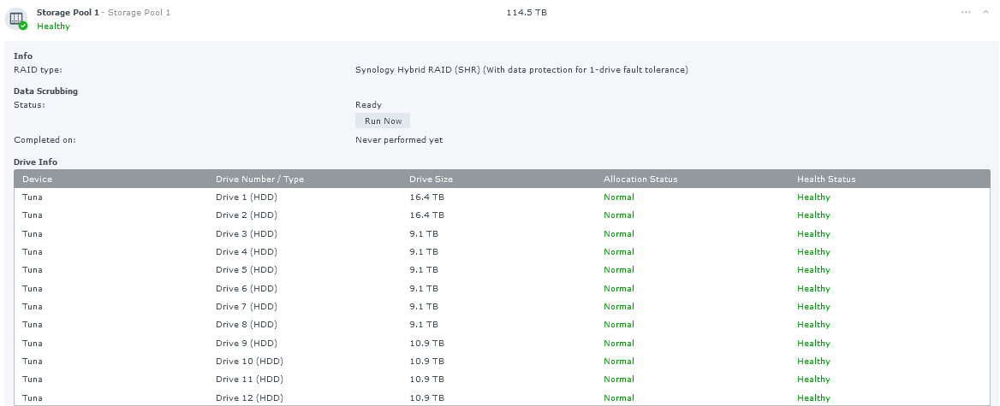 Storage Pool 1 - Storage Pool 1 114.5 TB
Healthy
Info
RAID type: Synology Hybrid RAID (SHR) (With data protection for 1-drive fault tolerance)
Data Scrubbing
Status: Ready
Run Now
Completed on: Never performed yet
Drive Info
Device Drive Number / Type Drive Size Allocation Status Health Status
Tuna Drive 1 (HDD) 16.4 TB Normal Healthy
Tuna Drive 2 (HDD) 16.4 TB Normal Healthy
Tuna Drive 3 (HDD) 9.1 TB Normal Healthy
Tuna Drive 4 (HDD) 9.1 TB Normal Healthy
Tuna Drive 5 (HDD) 9.1 TB Normal Healthy
Tuna Drive 6 (HDD) 9.1 TB Normal Healthy
Tuna Drive 7 (HDD) 9.1 TB Normal Healthy
Tuna Drive 8 (HDD) 9.1 TB Normal Healthy
Tuna Drive 9 (HDD) 10.9 TB Normal Healthy
Tuna Drive 10 (HDD) 10.9 TB Normal Healthy
Tuna Drive 11 (HDD) 10.9 TB Normal Healthy
Tuna Drive 12 (HDD) 10.9 TB Normal Healthy